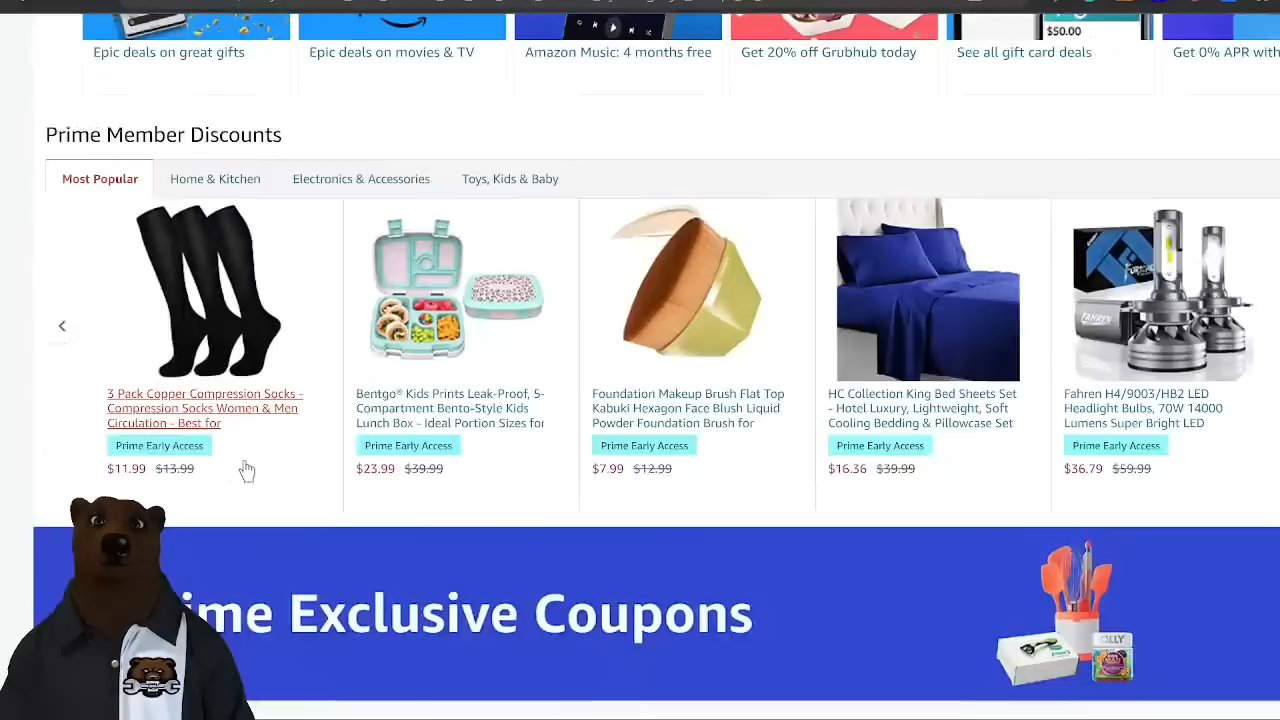 $50.00
Epic deals on great gifts
Epic deals on movies & TV
Amazon Music: 4 months free
Get 20% off Grubhub today
See all gift card deals
Get 0% APR with
Prime Member Discounts
Most Popular
Home & Kitchen
Electronics & Accessories
Toys, Kids & Baby
3 Pack Copper Compression Socks -
Compression Socks Women & Men
Circulation - Best for
Prime Early Access
$11.99 $13.99
Bentgo® Kids Prints Leak-Proof, 5-
Compartment Bento-Style Kids
Lunch Box - Ideal Portion Sizes for
Prime Early Access
$23.99 $39.99
Foundation Makeup Brush Flat Top
Kabuki Hexagon Face Blush Liquid
Powder Foundation Brush for
Prime Early Access
$7.99 $12.99
HC Collection King Bed Sheets Set
- Hotel Luxury, Lightweight, Soft
Cooling Bedding & Pillowcase Set
Prime Early Access
$16.36 $39.99
FAHREN
Fahren H4/9003/HB2 LED
Headlight Bulbs, 70W 14000
Lumens Super Bright LED
Prime Early Access
$36.79 $59.99
ime Exclusive Coupons
OLLY